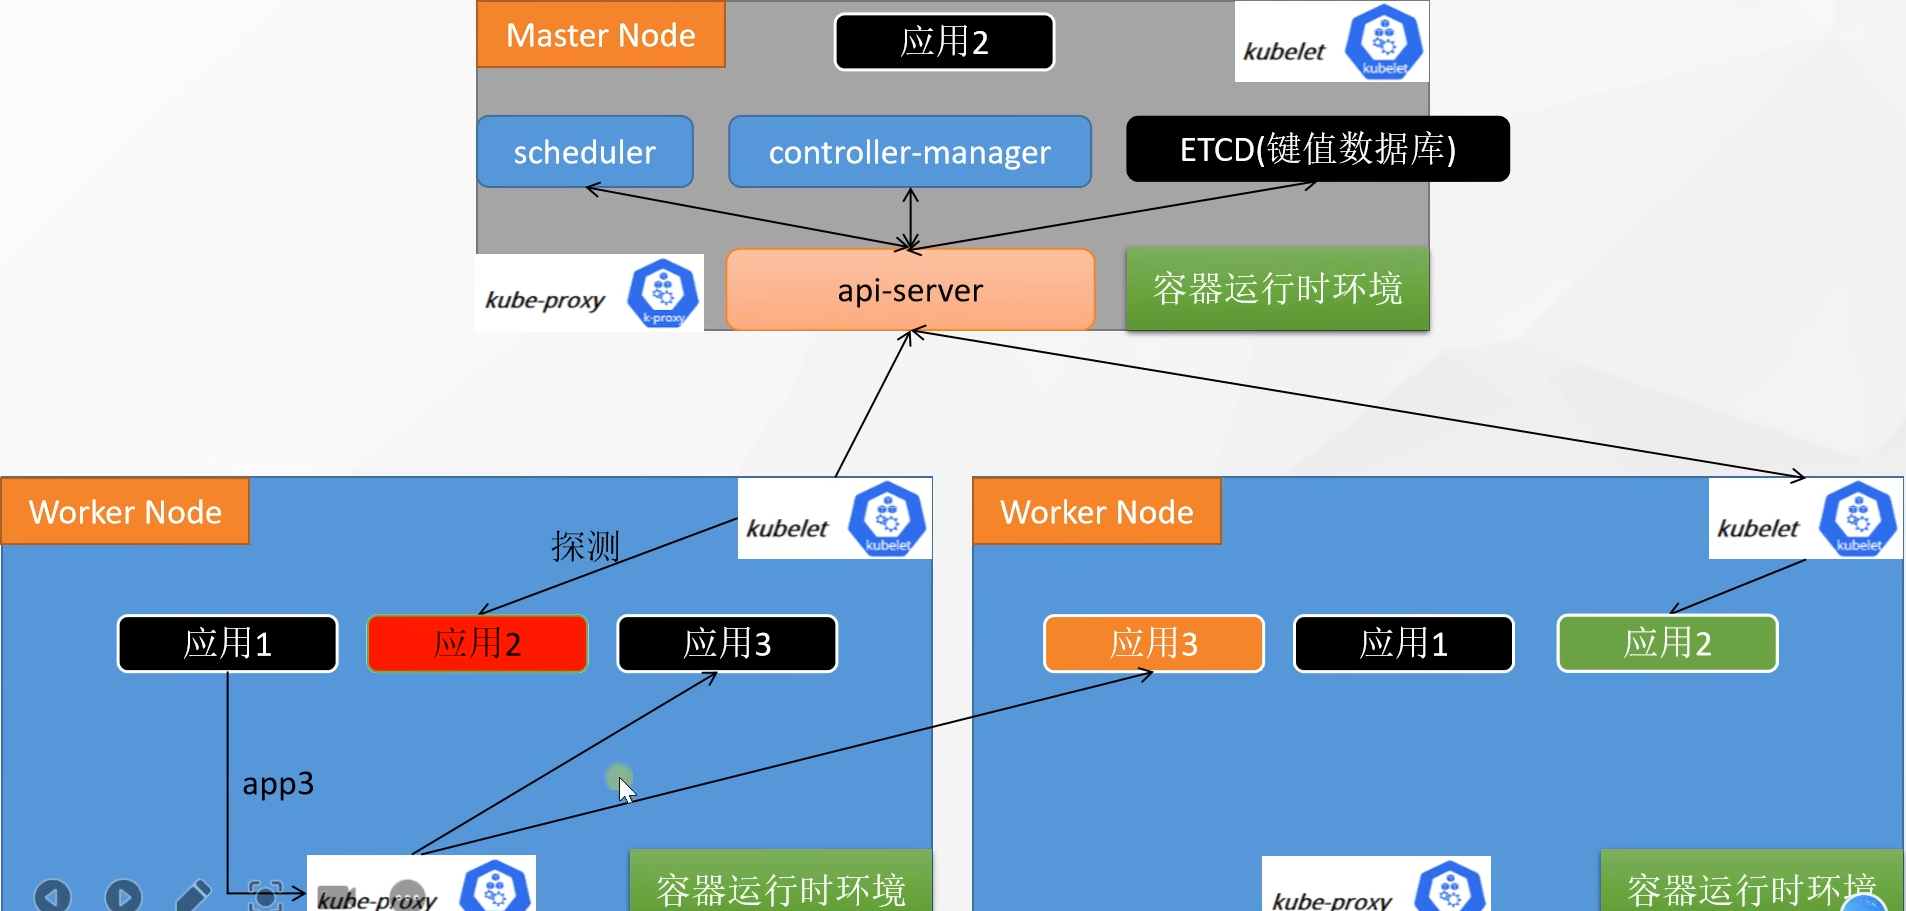 Master Node
应用2
kubelet
kubelet
scheduler
controller-manager
ETCD(键值数据库)
kube-proxy
k-proxy
api-server
容器运行时环境
Worker Node
探测
kubelet
kubelet
应用1
应用2
应用3
app3
kube-proxy
容器运行时环境
Worker Node
kubelet
kubelet
应用3
应用1
应用2
kube-proxy
容器运行时环境